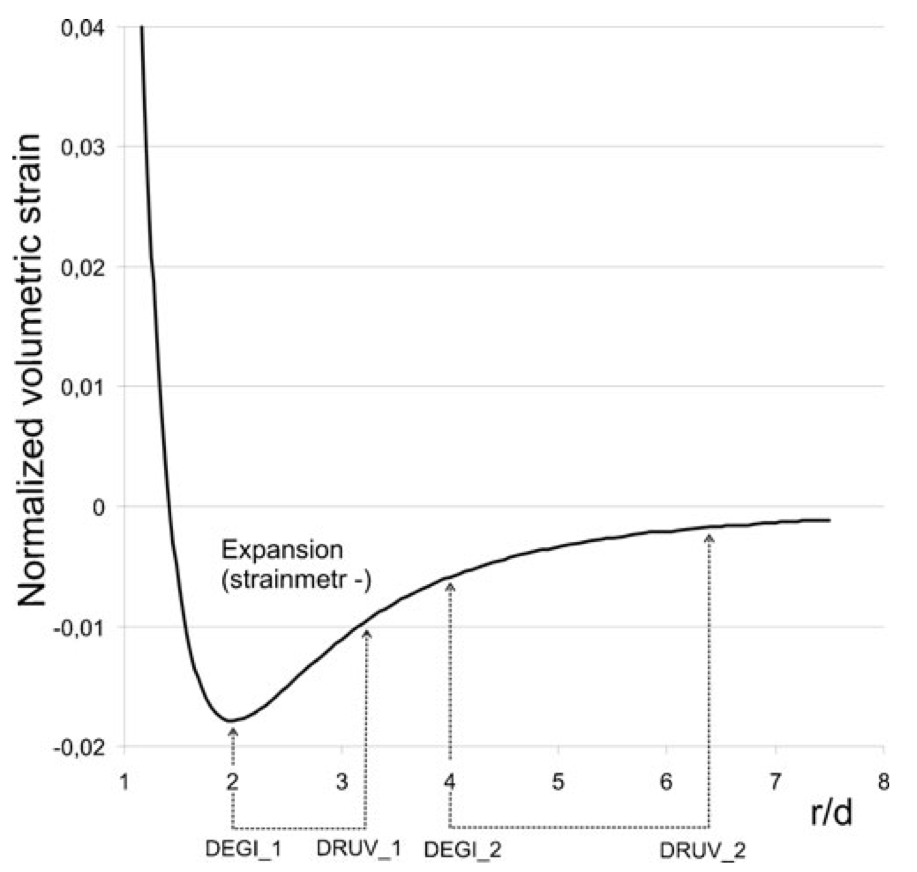 0,04
0,03
0,02
0,01
0
-0,01
-0,02
Normalized volumetric strain
Expansion
(strainmetr -)
1 2 3 4 5 6 7 8
r/d
DEGI_1 DRUV_1 DEGI_2 DRUV_2